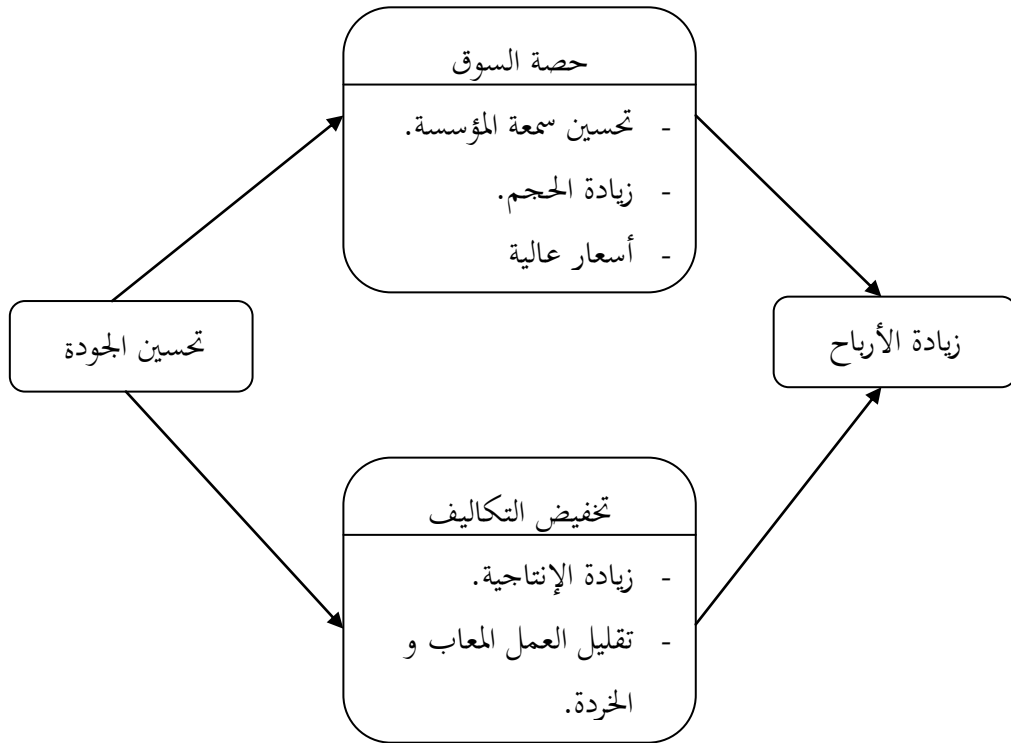 حصة السوق
- تحسين سمعة المؤسسة.
- زيادة الحجم.
- أسعار عالية
زيادة الأرباح
تحسين الجودة
تخفيض التكاليف
- زيادة الإنتاجية.
- تقليل العمل المعاب و
الخردة.